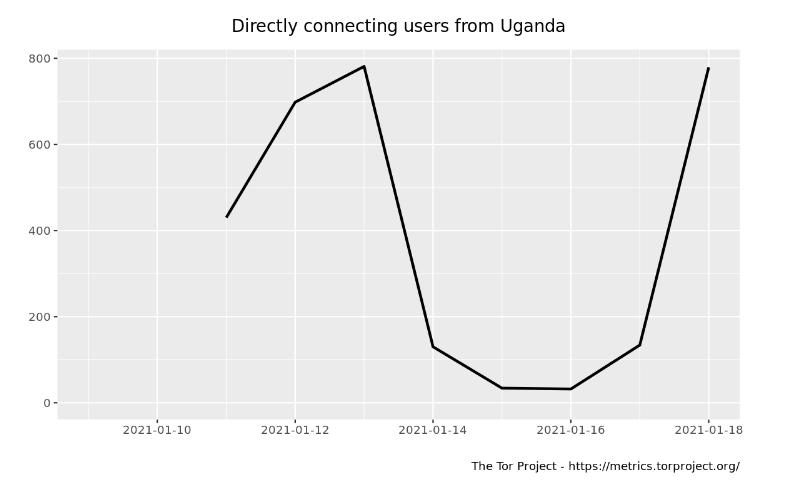 Directly connecting users from Uganda
800
600
400
200
0
2021-01-10 2021-01-12 2021-01-14 2021-01-16 2021-01-18
The Tor Project - https://metrics.torproject.org/